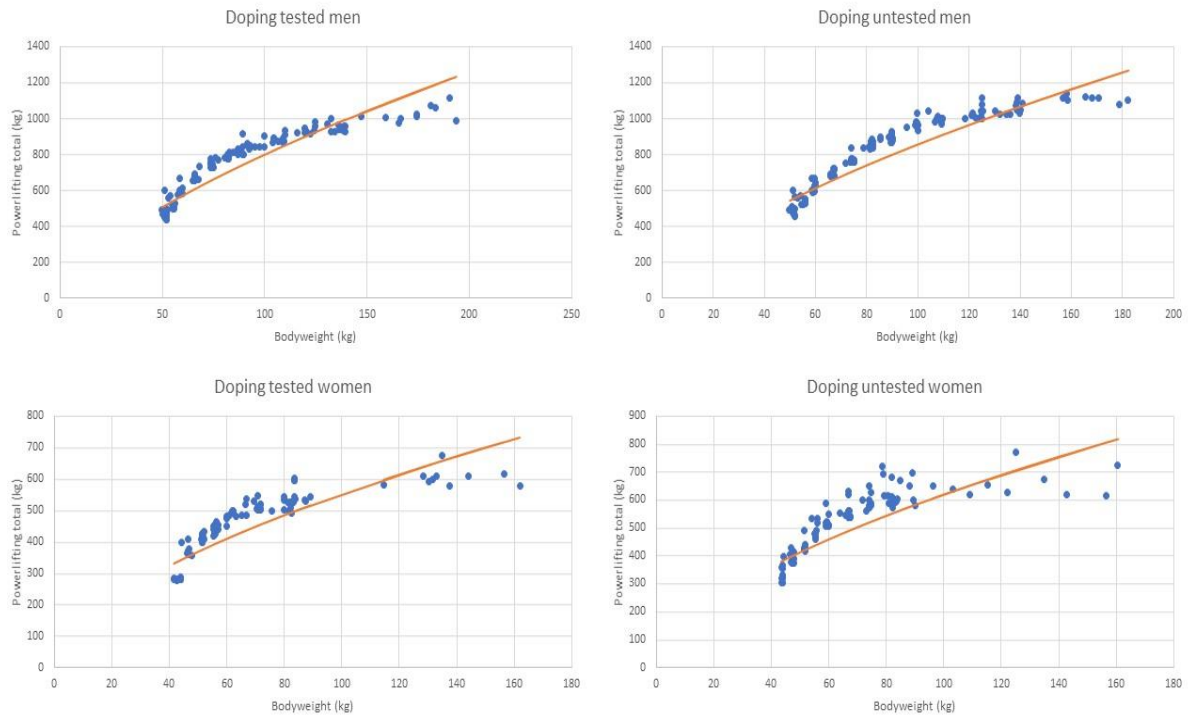 Doping tested men
Powerlifting total (kg)
1400
1200
1000
800
600
400
200
0
0 50 100 150 200 250
Bodyweight (kg)
Doping untested men
Powerlifting total (kg)
1400
1200
1000
800
600
400
200
0
0 20 40 60 80 100 120 140 160 180 200
Bodyweight (kg)
Doping tested women
Powerlifting total (kg)
800
700
600
500
400
300
200
100
0
0 20 40 60 80 100 120 140 160 180
Bodyweight (kg)
Doping untested women
Powerlifting total (kg)
900
800
700
600
500
400
300
200
100
0
0 20 40 60 80 100 120 140 160 180
Bodyweight (kg)